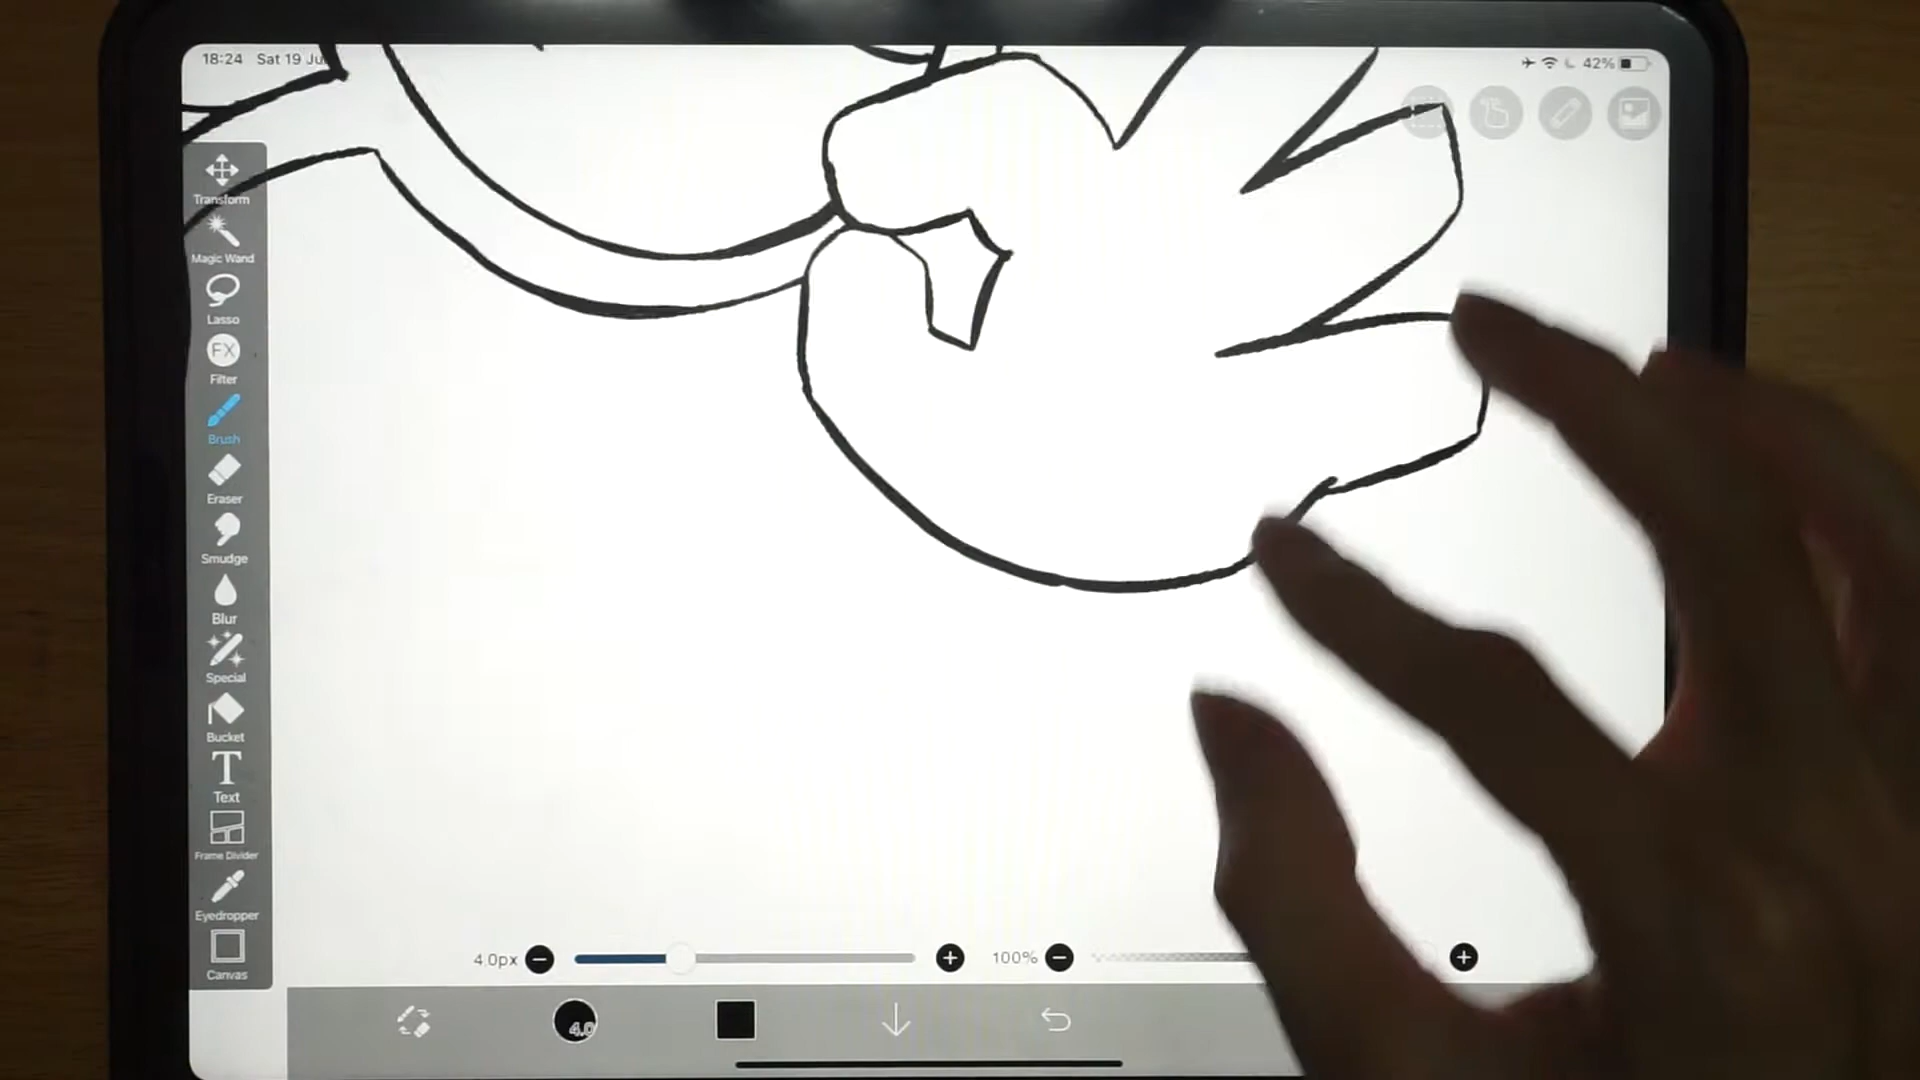 18:24 Sat 19 Ju
42%
Transform
Magic Wand
Lasso
FX
Filter
Brush
Eraser
Smudge
Blur
Special
Bucket
T
Text
Frame Divider
Eyedropper
Canvas
4.0px
100%
4.0